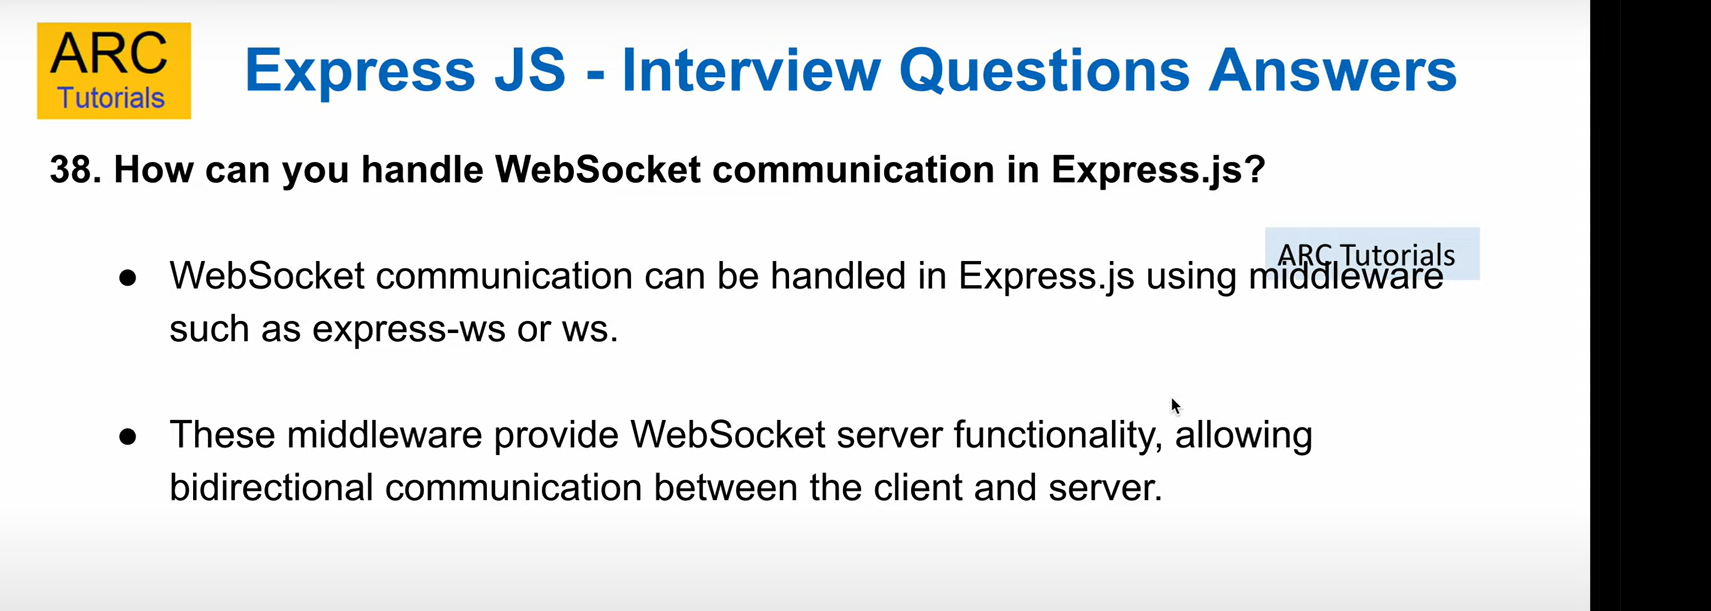 ARC
Tutorials
Express JS - Interview Questions Answers
38. How can you handle WebSocket communication in Express.js?
ARC Tutorials
● WebSocket communication can be handled in Express.js using middleware
such as express-ws or ws.
● These middleware provide WebSocket server functionality, allowing
bidirectional communication between the client and server.